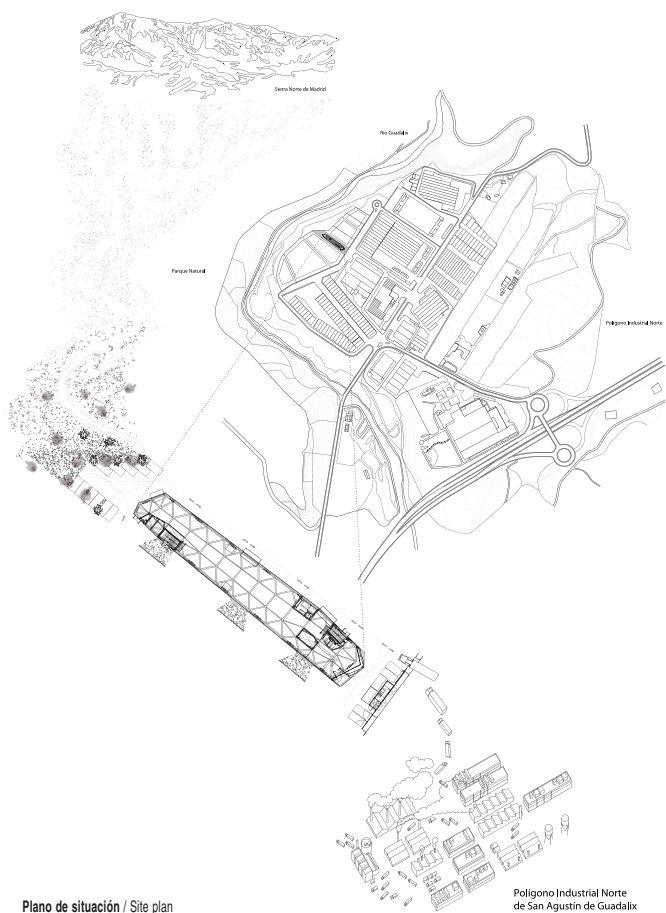 Sierra Norte de Madrid
Río Guadalix
Parque Natural
Polígono Industrial Norte
Polígono Industrial Norte
de San Agustín de Guadalix
Plano de situación / Site plan